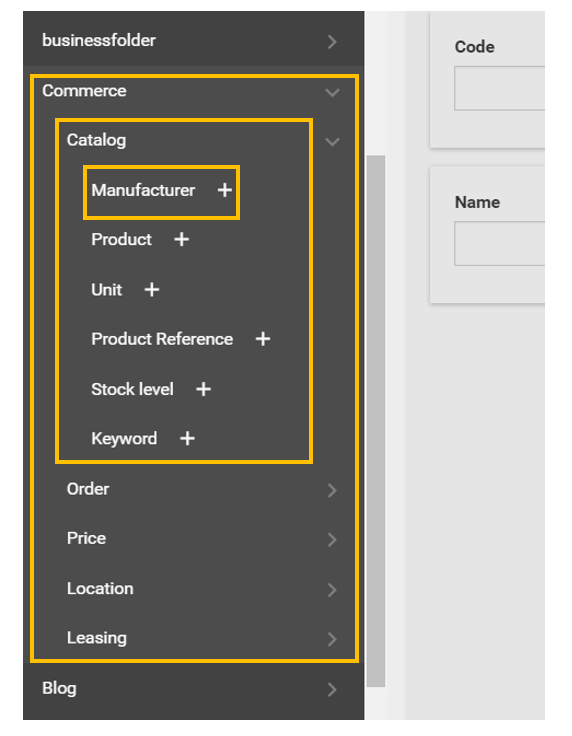 businessfolder
Commerce
Catalog
Manufacturer +
Product +
Unit +
Product Reference +
Stock level +
Keyword +
Order
Price
Location
Leasing
Blog
Code
Name